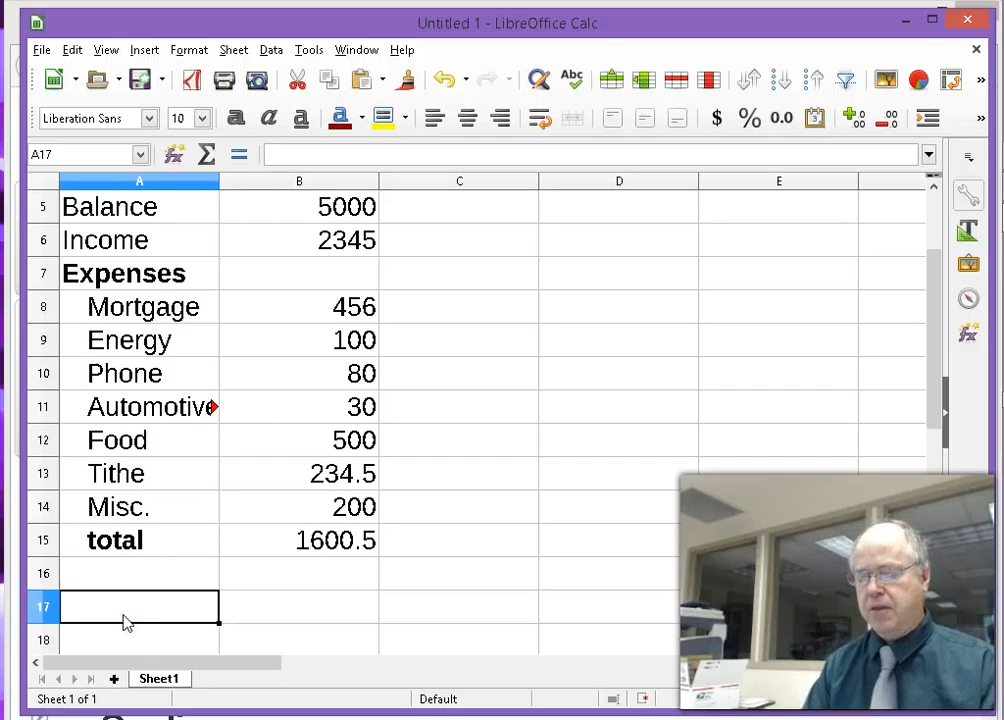 Untitled 1 - LibreOffice Calc
File Edit View Insert Format Sheet Data Tools Window Help
Abc
Liberation Sans 10 a a a a $ % 0.0
A17
A B C D E
5 Balance 5000
6 Income 2345
7 Expenses
8 Mortgage 456
9 Energy 100
10 Phone 80
11 Automotive 30
12 Food 500
13 Tithe 234.5
14 Misc. 200
15 total 1600.5
16
17
18
Sheet1
Sheet 1 of 1 Default